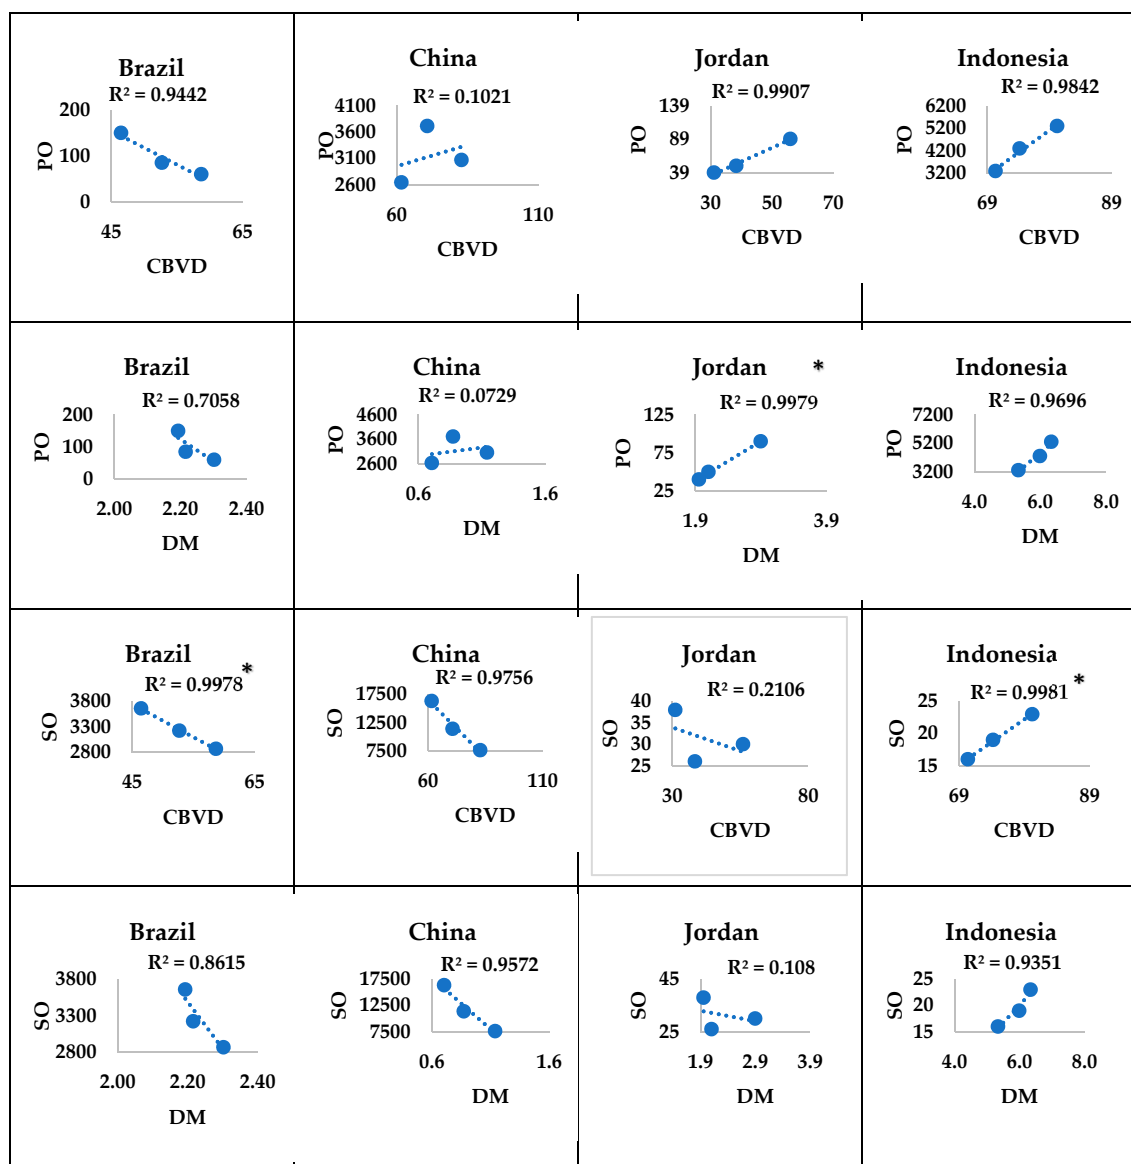 Brazil
R² = 0.9442
200
100
0
PO
45 65
CBVD
China
R² = 0.1021
4100
3600
3100
2600
PO
60 110
CBVD
Jordan
R² = 0.9907
139
89
39
PO
30 50 70
CBVD
Indonesia
R² = 0.9842
6200
5200
4200
3200
PO
69 89
CBVD
Brazil
R² = 0.7058
200
100
0
PO
2.00 2.20 2.40
DM
China
R² = 0.0729
4600
3600
2600
PO
0.6 1.6
DM
Jordan *
R² = 0.9979
125
75
25
PO
1.9 3.9
DM
Indonesia
R² = 0.9696
7200
5200
3200
PO
4.0 6.0 8.0
DM
Brazil
R² = 0.9978 *
3800
3300
2800
SO
45 65
CBVD
China
R² = 0.9756
17500
12500
7500
SO
60 110
CBVD
Jordan
R² = 0.2106
40
35
30
25
SO
30 80
CBVD
Indonesia
R² = 0.9981 *
25
20
15
SO
69 89
CBVD
Brazil
R² = 0.8615
3800
3300
2800
SO
2.00 2.20 2.40
DM
China
R² = 0.9572
17500
12500
7500
SO
0.6 1.6
DM
Jordan
R² = 0.108
45
25
SO
1.9 2.9 3.9
DM
Indonesia
R² = 0.9351
25
20
15
SO
4.0 6.0 8.0
DM